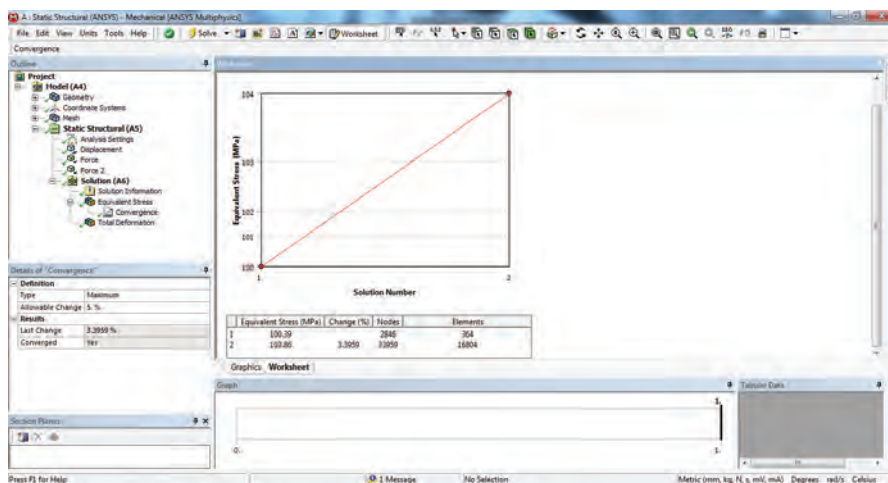 A : Static Structural (ANSYS) - Mechanical [ANSYS Multiphysics]
File Edit View Units Tools Help Solve Worksheet
Convergence
Outline
Project
Model (A4)
Geometry
Coordinate Systems
Mesh
Static Structural (A5)
Analysis Settings
Displacement
Force
Force 2
Solution (A6)
Solution Information
Equivalent Stress
Convergence
Total Deformation
Details of "Convergence"
Definition
Type Maximum
Allowable Change 5. %
Results
Last Change 3.3959 %
Converged Yes
Section Planes
Worksheet
Equivalent Stress (MPa)
104
103
102
101
100
1 2
Solution Number
Equivalent Stress (MPa) Change (%) Nodes Elements
1 100.39 2846 364
2 103.86 3.3959 33959 16804
Graphics Worksheet
Graph
1.
0. 1.
Tabular Data
Press F1 for Help 1 Message No Selection Metric (mm, kg, N, s, mV, mA) Degrees rad/s Celsius